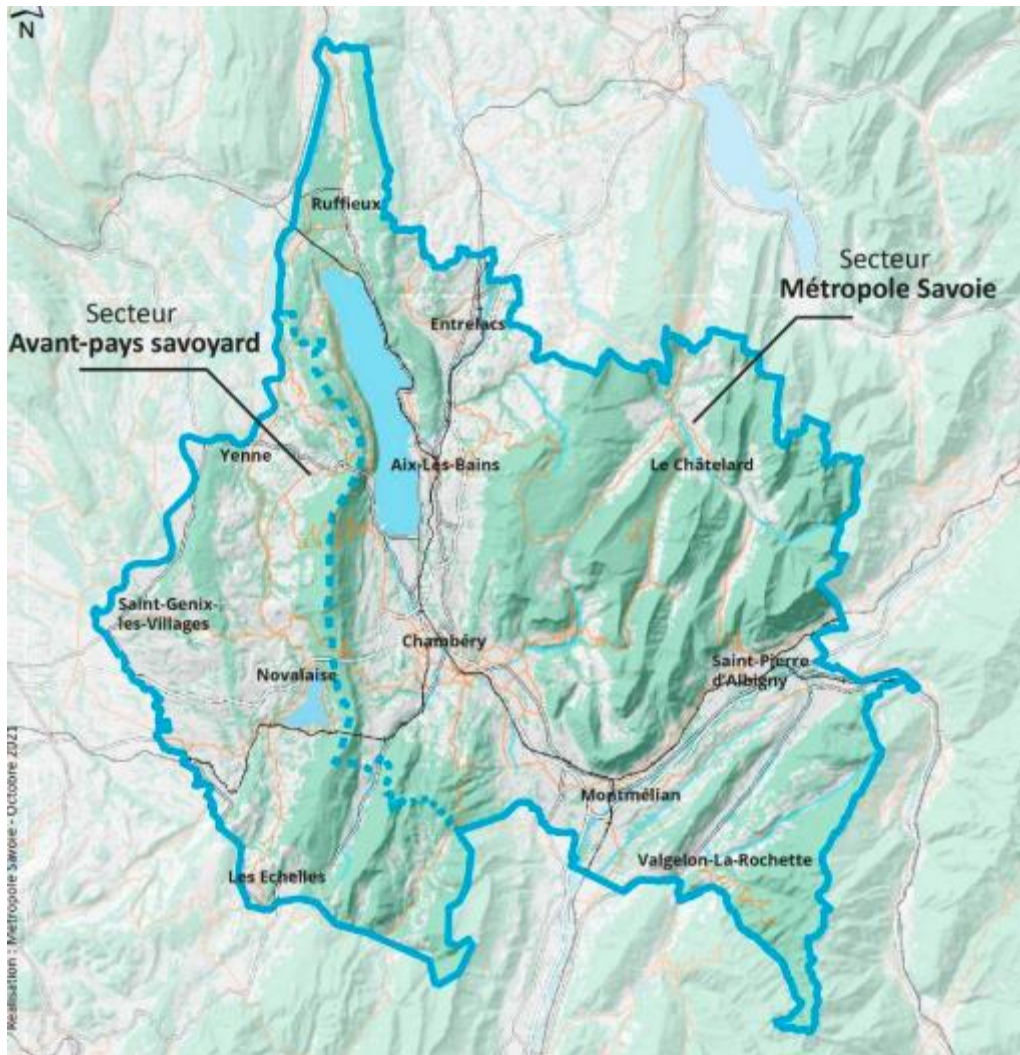 N
Ruffieux
Secteur
Métropole Savoie
Secteur
Avant-pays savoyard
Entrelacs
Yenne
Aix-Les-Bains
Le Châtelard
Saint-Genix-
les-Villages
Chambéry
Novalaise
Saint-Pierre
d'Albigny
Montmélian
Valgelon-La-Rochette
Les Echelles
Réalisation : Métropole Savoie - Octobre 2021